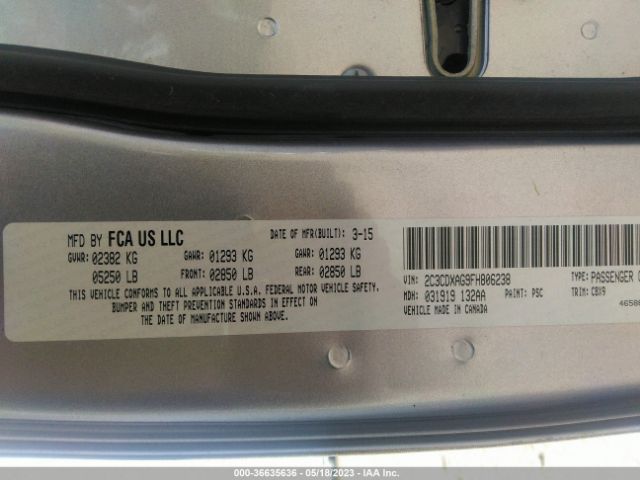 MFD BY FCA US LLC DATE OF MFR(BUILT): 3-15
GVWR: 02382 KG GAWR: 01293 KG GAWR: 01293 KG
05250 LB FRONT: 02850 LB REAR: 02850 LB
THIS VEHICLE CONFORMS TO ALL APPLICABLE U.S.A. FEDERAL MOTOR VEHICLE SAFETY,
BUMPER AND THEFT PREVENTION STANDARDS IN EFFECT ON
THE DATE OF MANUFACTURE SHOWN ABOVE.
VIN: 2C3CDXAG9FH806238 TYPE: PASSENGER
MDH: 031919 132AA PAINT: PSC TRIM: CBX9
VEHICLE MADE IN CANADA
000-36635636 - 05/18/2023 - IAA Inc.